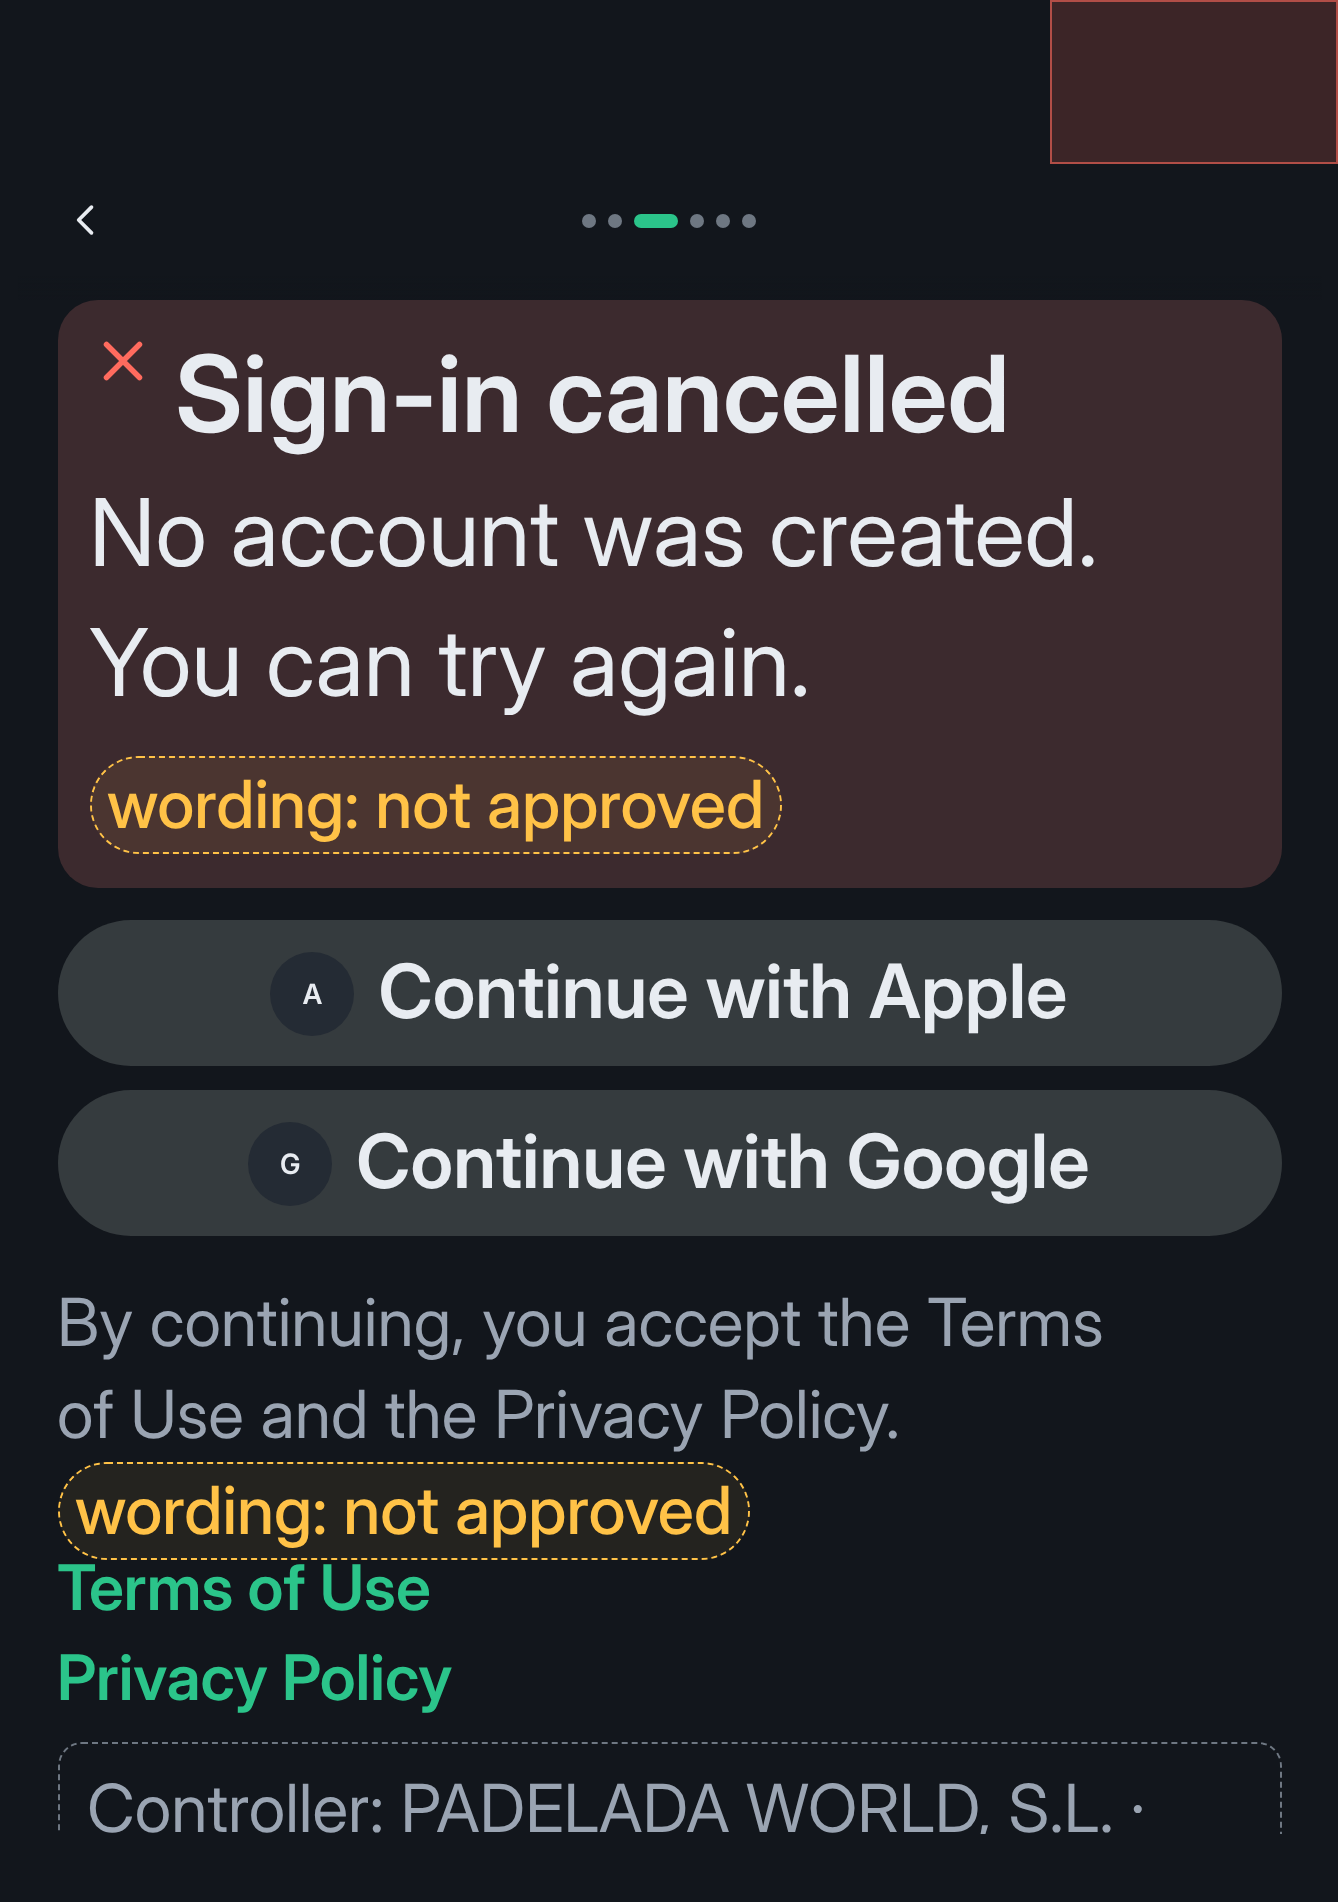 Sign-in cancelled
No account was created.
You can try again.
wording: not approved
A Continue with Apple
G Continue with Google
By continuing, you accept the Terms
of Use and the Privacy Policy.
wording: not approved
Terms of Use
Privacy Policy
Controller: PADELADA WORLD, S.L. ·